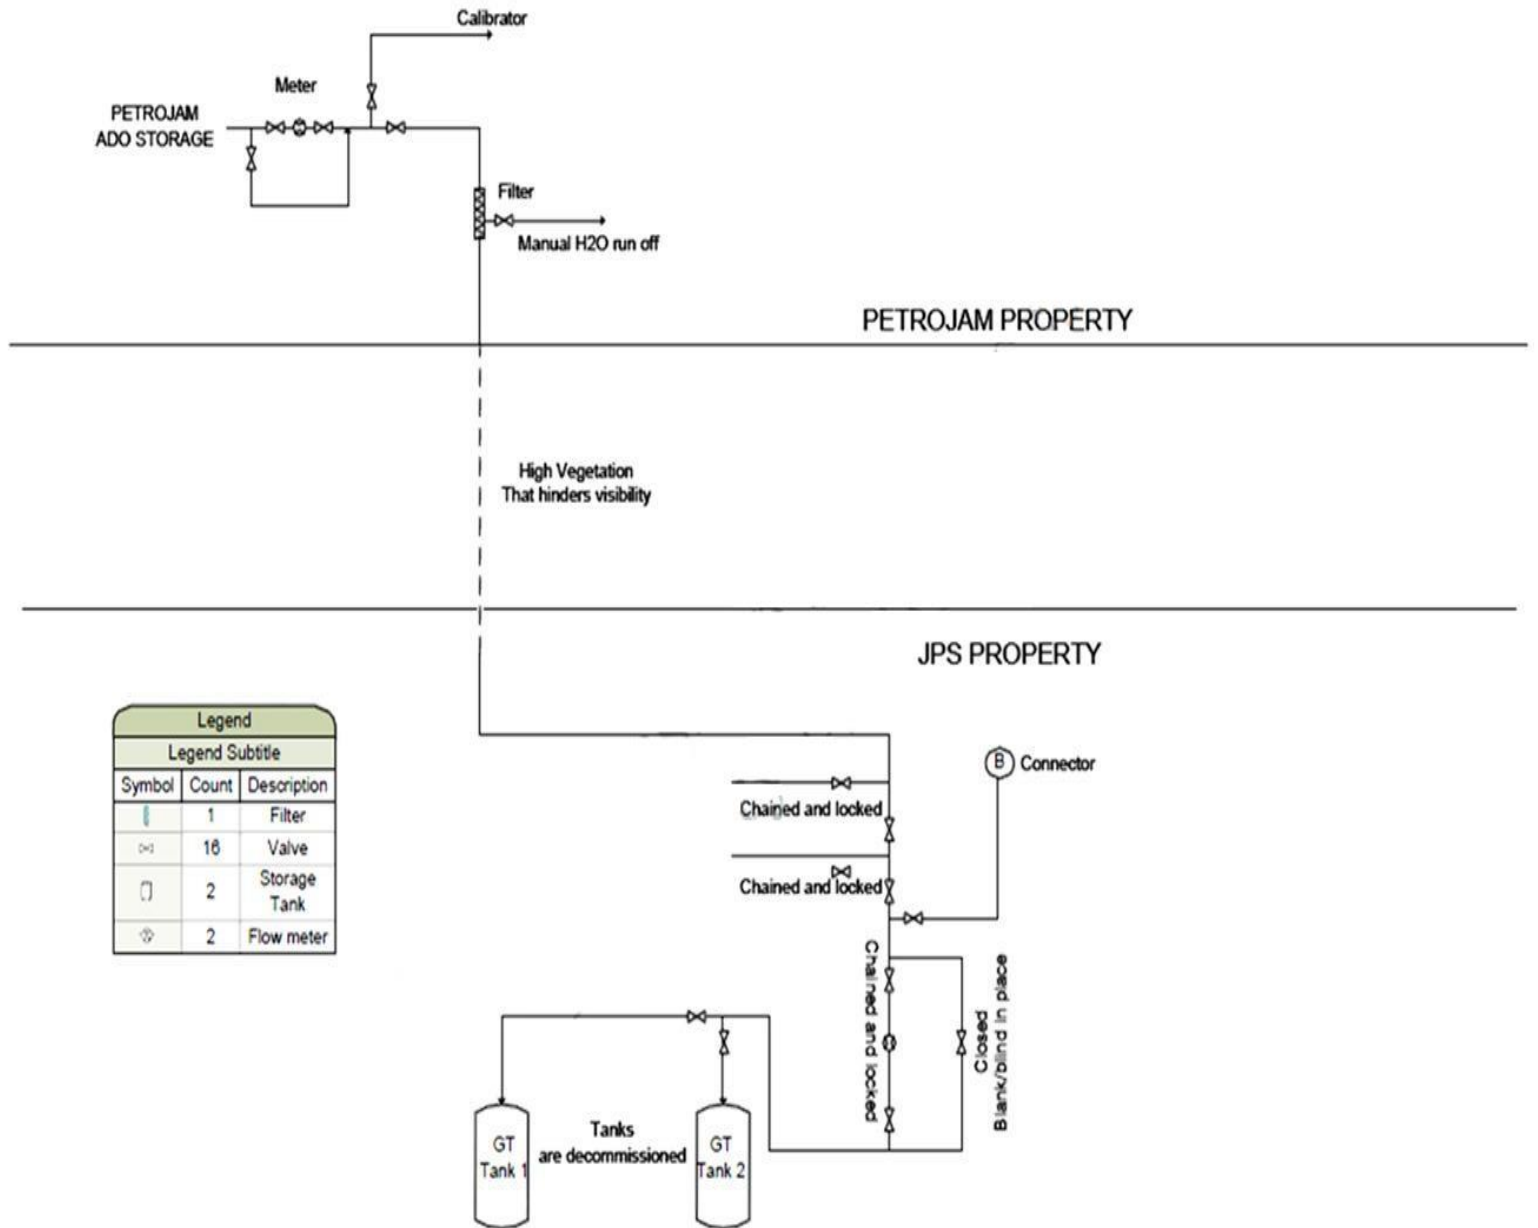 Calibrator
Meter
PETROJAM
ADO STORAGE
Filter
Manual H2O run off
PETROJAM PROPERTY
High Vegetation
That hinders visibility
JPS PROPERTY
Legend
Legend Subtitle
Symbol Count Description
1 Filter
16 Valve
2 Storage
Tank
2 Flow meter
B Connector
Chained and locked
Chained and locked
Chained and locked
Closed
Blank/blind in place
GT
Tank 1
Tanks
are decommissioned
GT
Tank 2